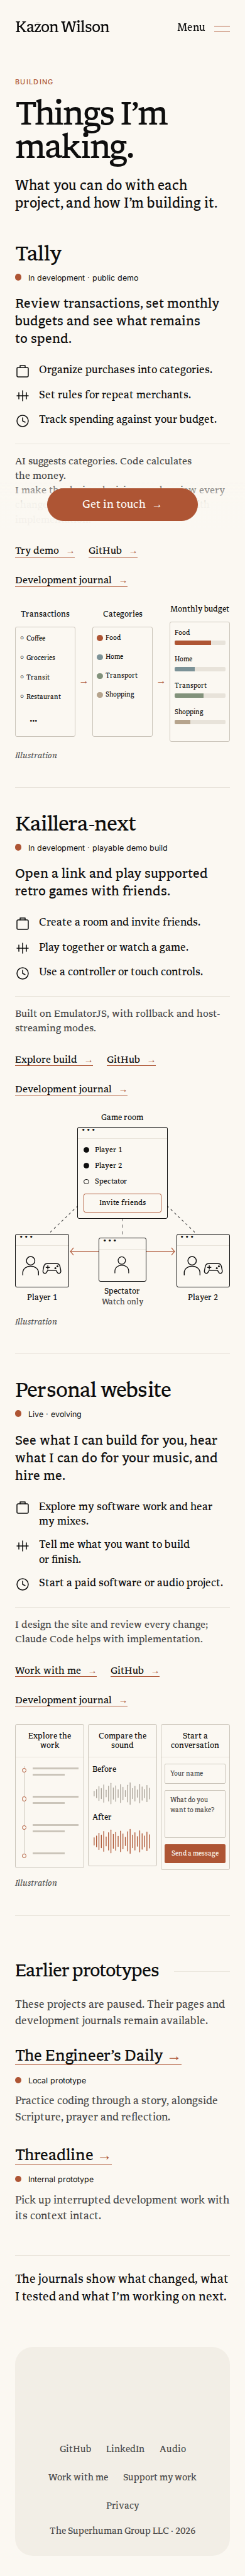 Kazon Wilson
Menu
BUILDING
Things I’m
making.
What you can do with each
project, and how I’m building it.
Tally
In development · public demo
Review transactions, set monthly
budgets and see what remains
to spend.
Organize purchases into categories.
Set rules for repeat merchants.
Track spending against your budget.
AI suggests categories. Code calculates
the money.
I make the
every
Get in touch →
Try demo →
GitHub →
Development journal →
Transactions
Coffee
Groceries
Transit
Restaurant
•••
→
Categories
Food
Home
Transport
Shopping
→
Monthly budget
Food
Home
Transport
Shopping
Illustration
Kaillera-next
In development · playable demo build
Open a link and play supported
retro games with friends.
Create a room and invite friends.
Play together or watch a game.
Use a controller or touch controls.
Built on EmulatorJS, with rollback and host-
streaming modes.
Explore build →
GitHub →
Development journal →
Game room
Player 1
Player 2
Spectator
Invite friends
Player 1
Spectator
Watch only
Player 2
Illustration
Personal website
Live · evolving
See what I can build for you, hear
what I can do for your music, and
hire me.
Explore my software work and hear
my mixes.
Tell me what you want to build
or finish.
Start a paid software or audio project.
I design the site and review every change;
Claude Code helps with implementation.
Work with me →
GitHub →
Development journal →
Explore the
work
Compare the
sound
Before
After
Start a
conversation
Your name
What do you
want to make?
Send a message
Illustration
Earlier prototypes
These projects are paused. Their pages and
development journals remain available.
The Engineer’s Daily →
Local prototype
Practice coding through a story, alongside
Scripture, prayer and reflection.
Threadline →
Internal prototype
Pick up interrupted development work with
its context intact.
The journals show what changed, what
I tested and what I’m working on next.
GitHub
LinkedIn
Audio
Work with me
Support my work
Privacy
The Superhuman Group LLC · 2026